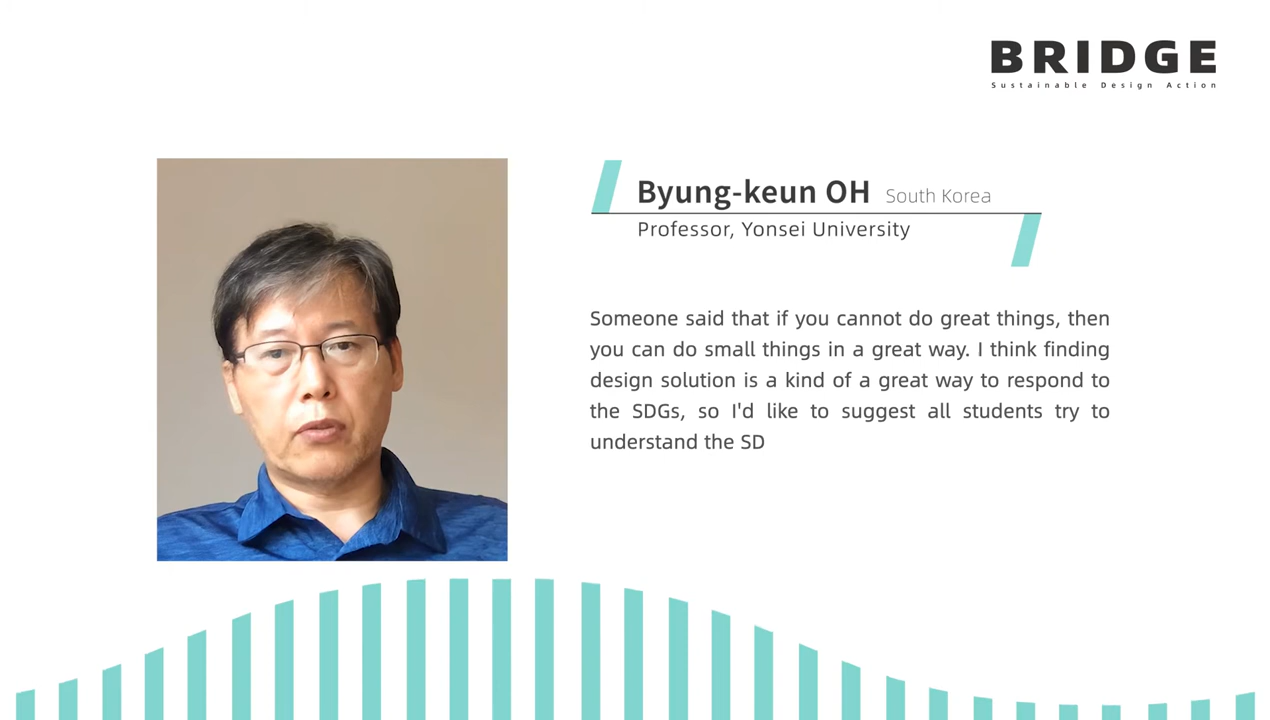 BRIDGE
Sustainable Design Action
Byung-keun OH South Korea
Professor, Yonsei University
Someone said that if you cannot do great things, then
you can do small things in a great way. I think finding
design solution is a kind of a great way to respond to
the SDGs, so I'd like to suggest all students try to
understand the SD